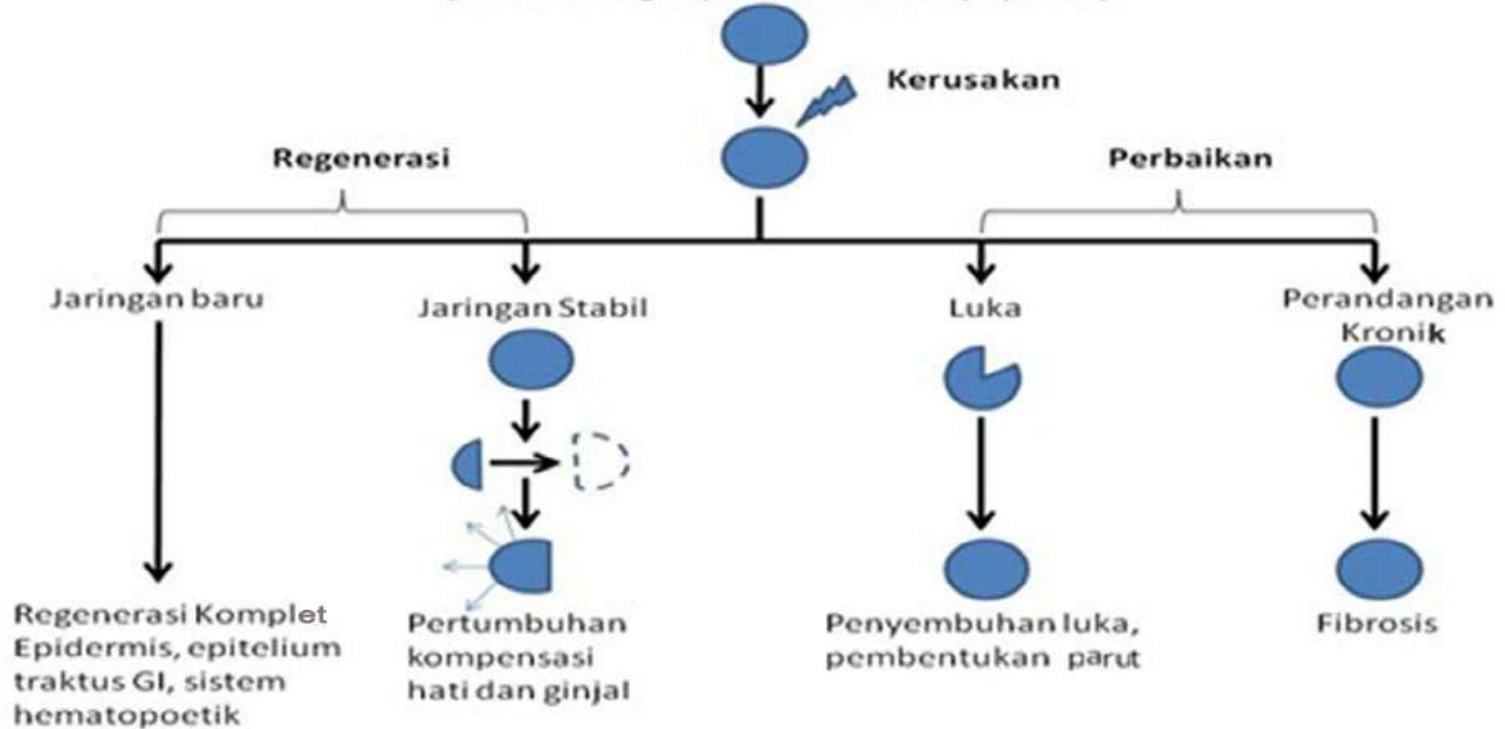 Kerusakan
Regenerasi
Perbaikan
Jaringan baru
Jaringan Stabil
Luka
Perandangan
Kronik
Regenerasi Komplet
Epidermis, epitelium
traktus GI, sistem
hematopoetik
Pertumbuhan
kompensasi
hati dan ginjal
Penyembuhan luka,
pembentukan parut
Fibrosis